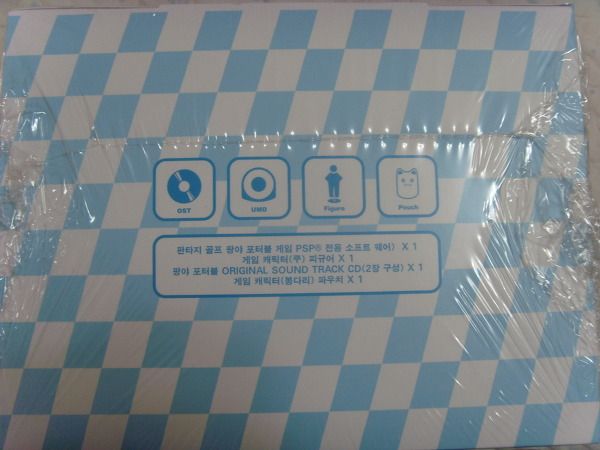 OST
UMD
Figure
Pouch
판타지 골프 팡야 포터블 게임 PSP® 전용 소프트 웨어) X 1
게임 캐릭터(쿠) 피규어 X 1
팡야 포터블 ORIGINAL SOUND TRACK CD(2장 구성) X 1
게임 캐릭터(퐁다리) 파우치 X 1